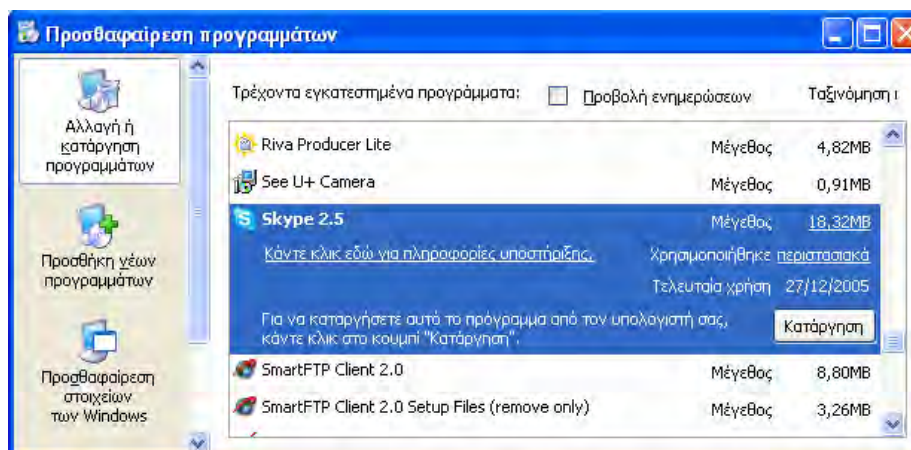 Προσθαφαίρεση προγραμμάτων
Αλλαγή ή
κατάργηση
προγραμμάτων
Προσθήκη νέων
προγραμμάτων
Προσθαφαίρεση
στοιχείων
των Windows
Τρέχοντα εγκατεστημένα προγράμματα: Προβολή ενημερώσεων Ταξινόμηση
Riva Producer Lite Μέγεθος 4,82MB
See U+ Camera Μέγεθος 0,91MB
Skype 2.5 Μέγεθος 18,32MB
Κάντε κλικ εδώ για πληροφορίες υποστήριξης. Χρησιμοποιήθηκε περιστασιακά
Τελευταία χρήση 27/12/2005
Για να καταργήσετε αυτό το πρόγραμμα από τον υπολογιστή σας,
κάντε κλικ στο κουμπί "Κατάργηση". Κατάργηση
SmartFTP Client 2.0 Μέγεθος 8,80MB
SmartFTP Client 2.0 Setup Files (remove only) Μέγεθος 3,26MB